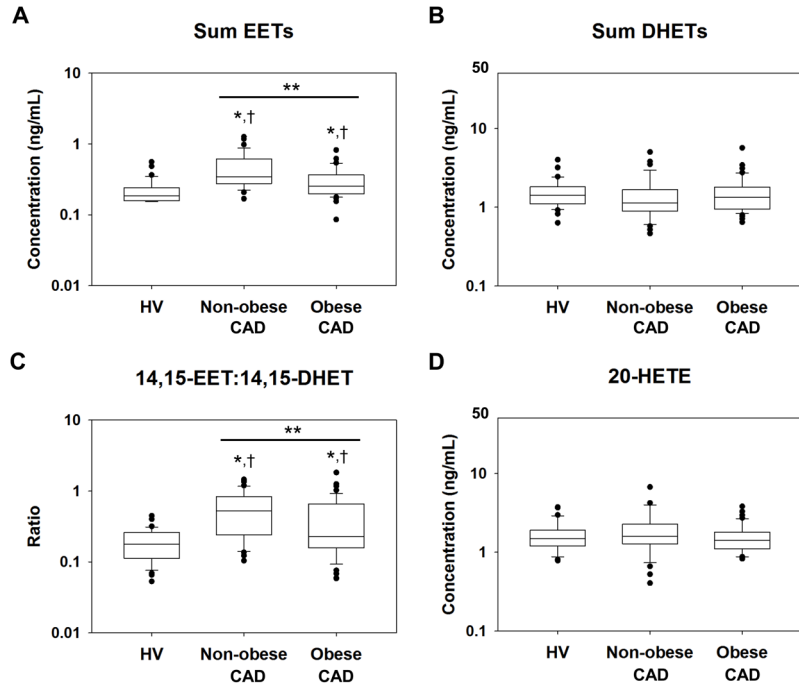 A
Sum EETs
Concentration (ng/mL)
10
1
0.1
0.01
**
*,†
*,†
HV
Non-obese
CAD
Obese
CAD
B
Sum DHETs
Concentration (ng/mL)
50
10
1
0.1
HV
Non-obese
CAD
Obese
CAD
C
14,15-EET:14,15-DHET
Ratio
10
1
0.1
0.01
**
*,†
*,†
HV
Non-obese
CAD
Obese
CAD
D
20-HETE
Concentration (ng/mL)
50
10
1
0.1
HV
Non-obese
CAD
Obese
CAD